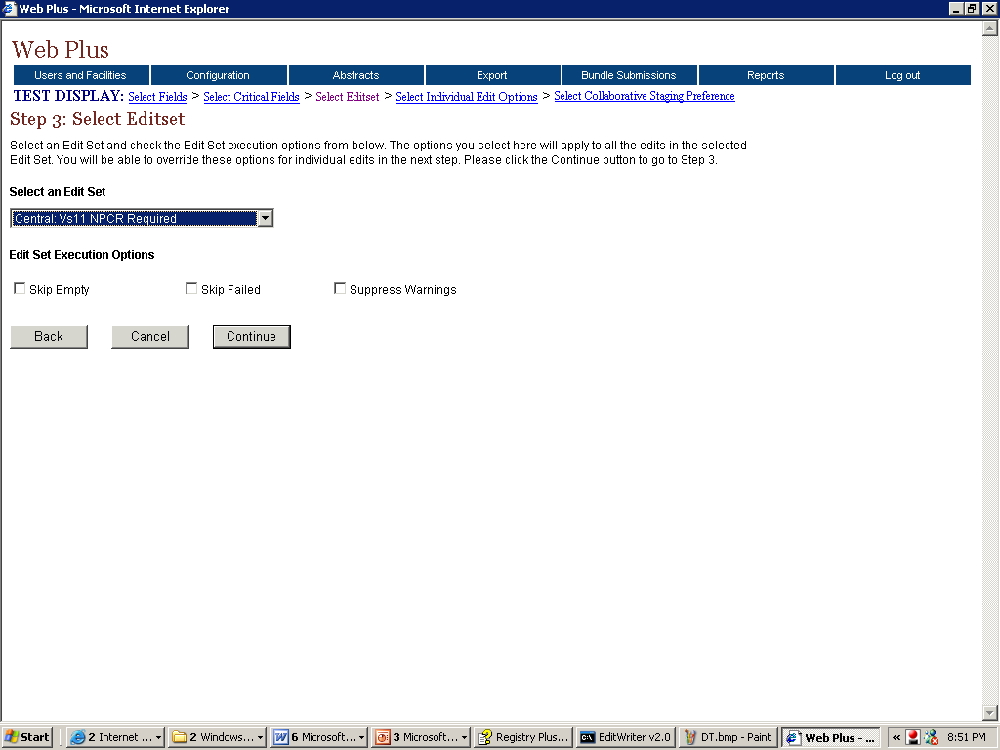 Web Plus - Microsoft Internet Explorer
Web Plus
Users and Facilities Configuration Abstracts Export Bundle Submissions Reports Log out
TEST DISPLAY: Select Fields > Select Critical Fields > Select Editset > Select Individual Edit Options > Select Collaborative Staging Preference
Step 3: Select Editset
Select an Edit Set and check the Edit Set execution options from below. The options you select here will apply to all the edits in the selected
Edit Set. You will be able to override these options for individual edits in the next step. Please click the Continue button to go to Step 3.
Select an Edit Set
Central: Vs11 NPCR Required
Edit Set Execution Options
Skip Empty Skip Failed Suppress Warnings
Back Cancel Continue
Start 2 Internet ... 2 Windows... 6 Microsoft... 3 Microsoft... Registry Plus... EditWriter v2.0 DT.bmp - Paint Web Plus - ... « 8:51 PM